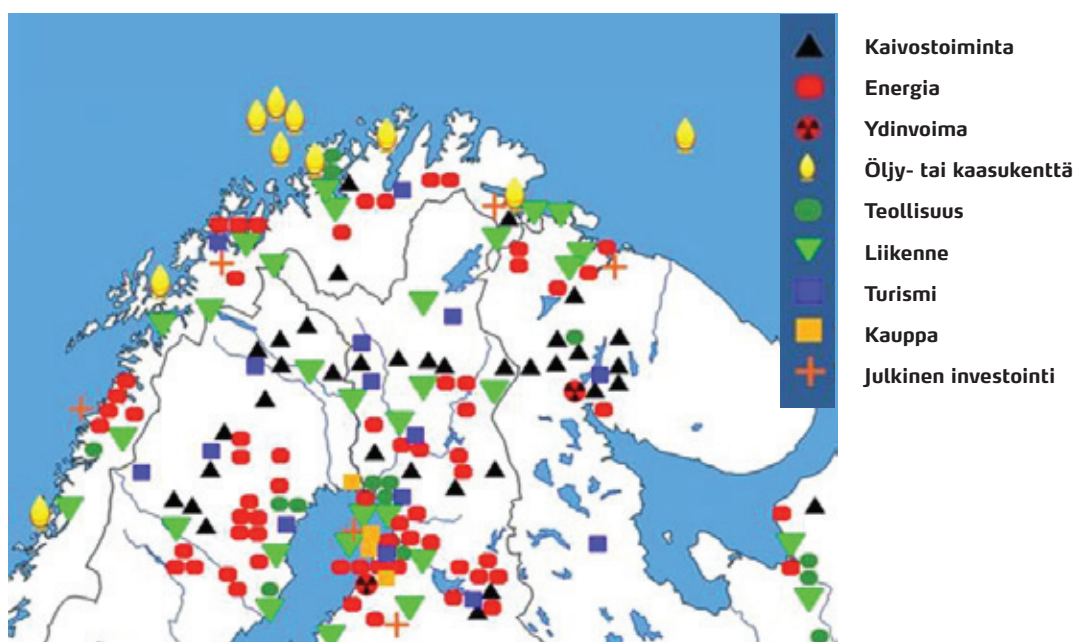 Kaivostoiminta
Energia
Ydinvoima
Öljy- tai kaasukenttä
Teollisuus
Liikenne
Turismi
Kauppa
Julkinen investointi